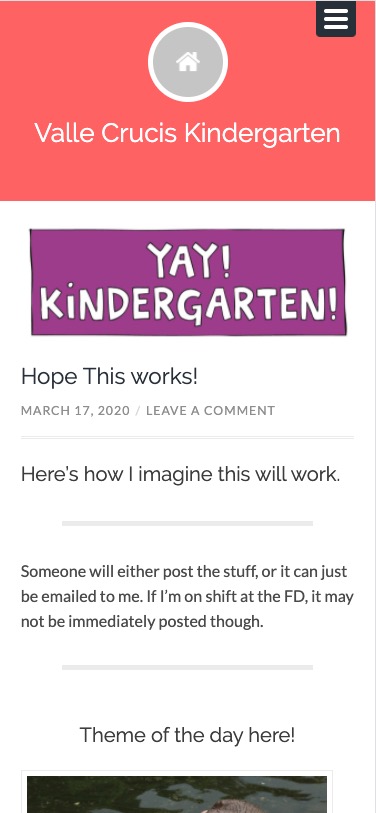 Valle Crucis Kindergarten
YAY!
KiNDERGARTEN!
Hope This works!
MARCH 17, 2020 / LEAVE A COMMENT
Here's how I imagine this will work.
Someone will either post the stuff, or it can just
be emailed to me. If I'm on shift at the FD, it may
not be immediately posted though.
Theme of the day here!